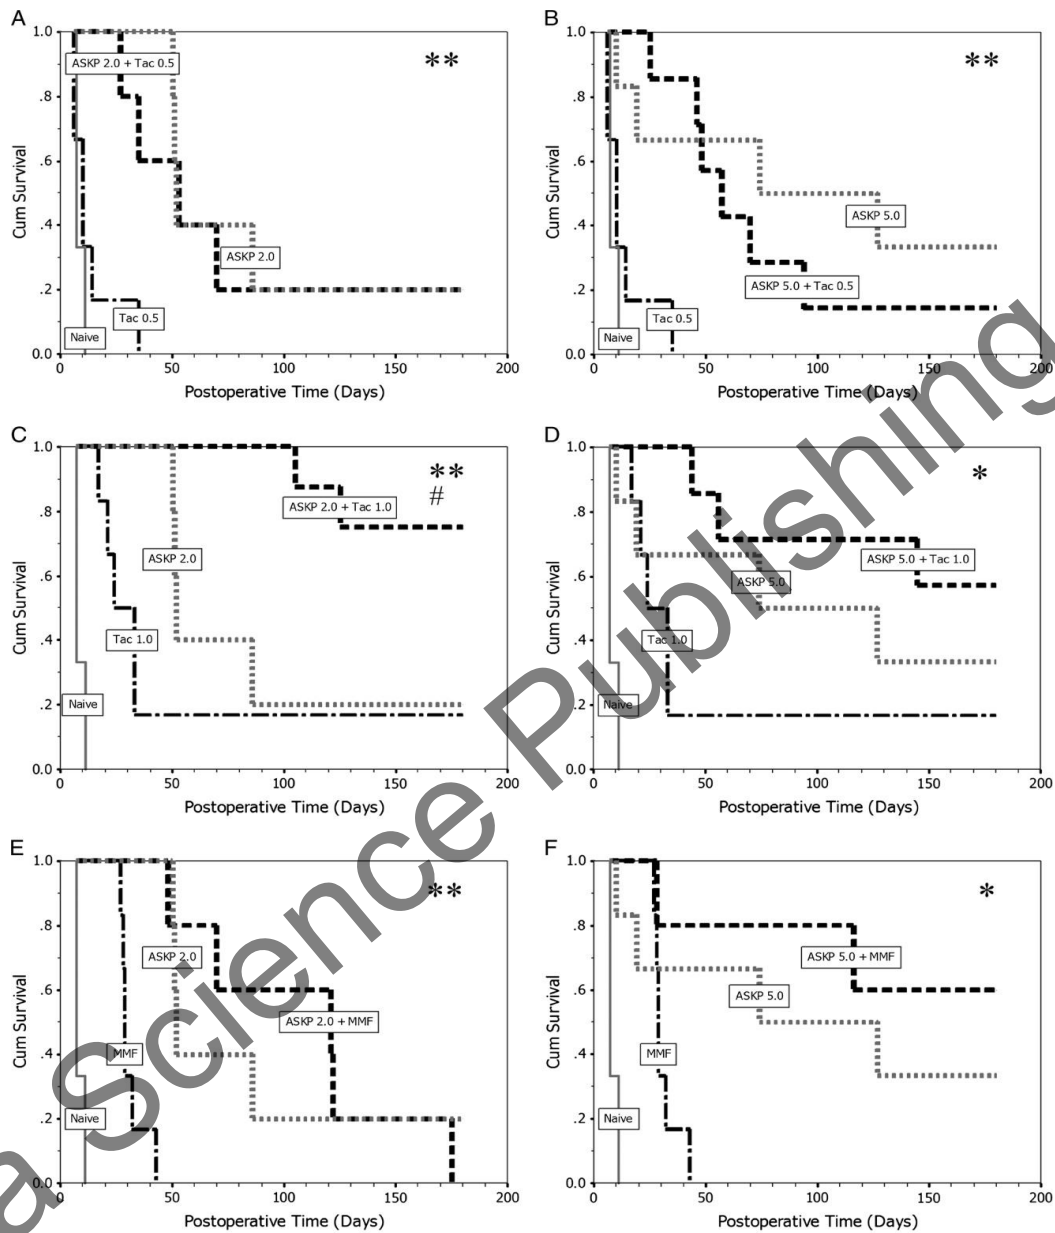 A
1.0
.8
.6
.4
.2
0.0
Cum Survival
0
50
100
150
200
Postoperative Time (Days)
ASKP 2.0 + Tac 0.5
**
ASKP 2.0
Tac 0.5
Naive
B
1.0
.8
.6
.4
.2
0.0
Cum Survival
0
50
100
150
200
Postoperative Time (Days)
**
ASKP 5.0
ASKP 5.0 + Tac 0.5
Tac 0.5
Naive
C
1.0
.8
.6
.4
.2
0.0
Cum Survival
0
50
100
150
200
Postoperative Time (Days)
**
#
ASKP 2.0 + Tac 1.0
ASKP 2.0
Tac 1.0
Naive
D
1.0
.8
.6
.4
.2
0.0
Cum Survival
0
50
100
150
200
Postoperative Time (Days)
*
ASKP 5.0 + Tac 1.0
ASKP 5.0
Tac 1.0
Naive
E
1.0
.8
.6
.4
.2
0.0
Cum Survival
0
50
100
150
200
Postoperative Time (Days)
**
ASKP 2.0
ASKP 2.0 + MMF
MMF
Naive
F
1.0
.8
.6
.4
.2
0.0
Cum Survival
0
50
100
150
200
Postoperative Time (Days)
*
ASKP 5.0 + MMF
ASKP 5.0
MMF
Naive
a Science Publishing